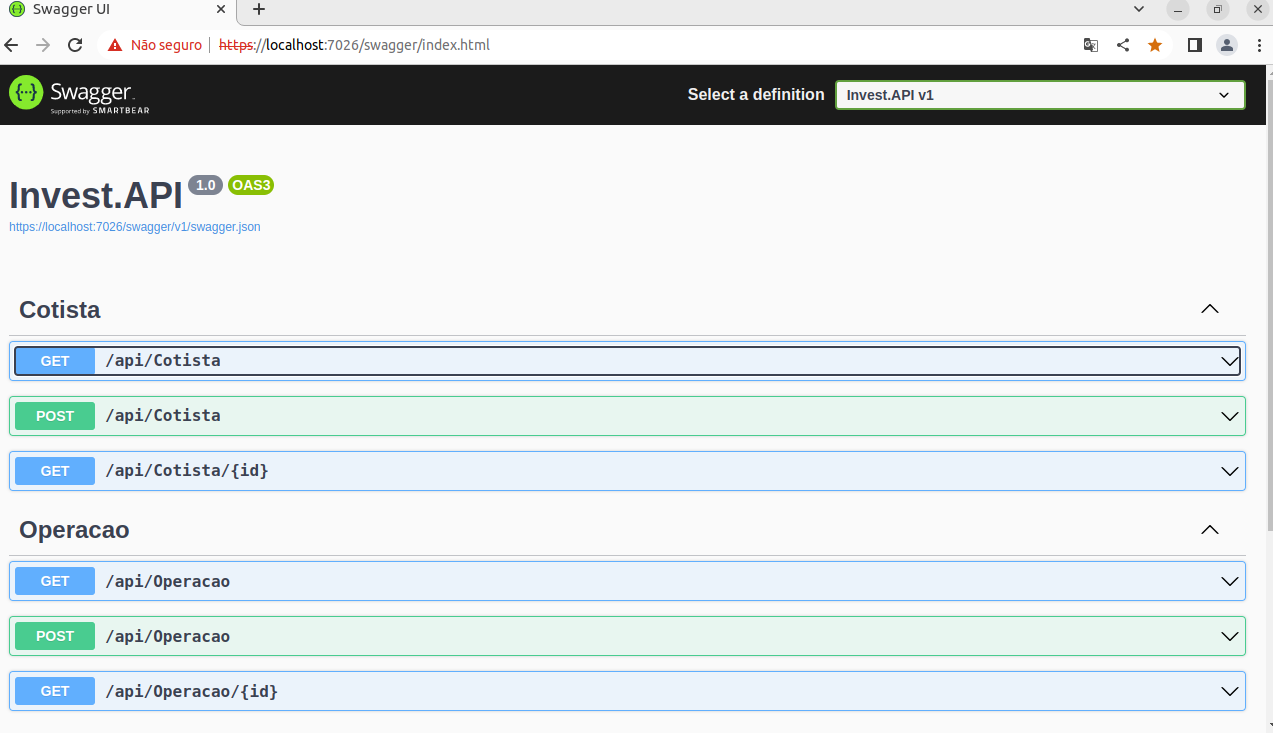 Swagger UI
Não seguro https://localhost:7026/swagger/index.html
Swagger
Supported by SMARTBEAR
Select a definition Invest.API v1
Invest.API 1.0 OAS3
https://localhost:7026/swagger/v1/swagger.json
Cotista
GET /api/Cotista
POST /api/Cotista
GET /api/Cotista/{id}
Operacao
GET /api/Operacao
POST /api/Operacao
GET /api/Operacao/{id}